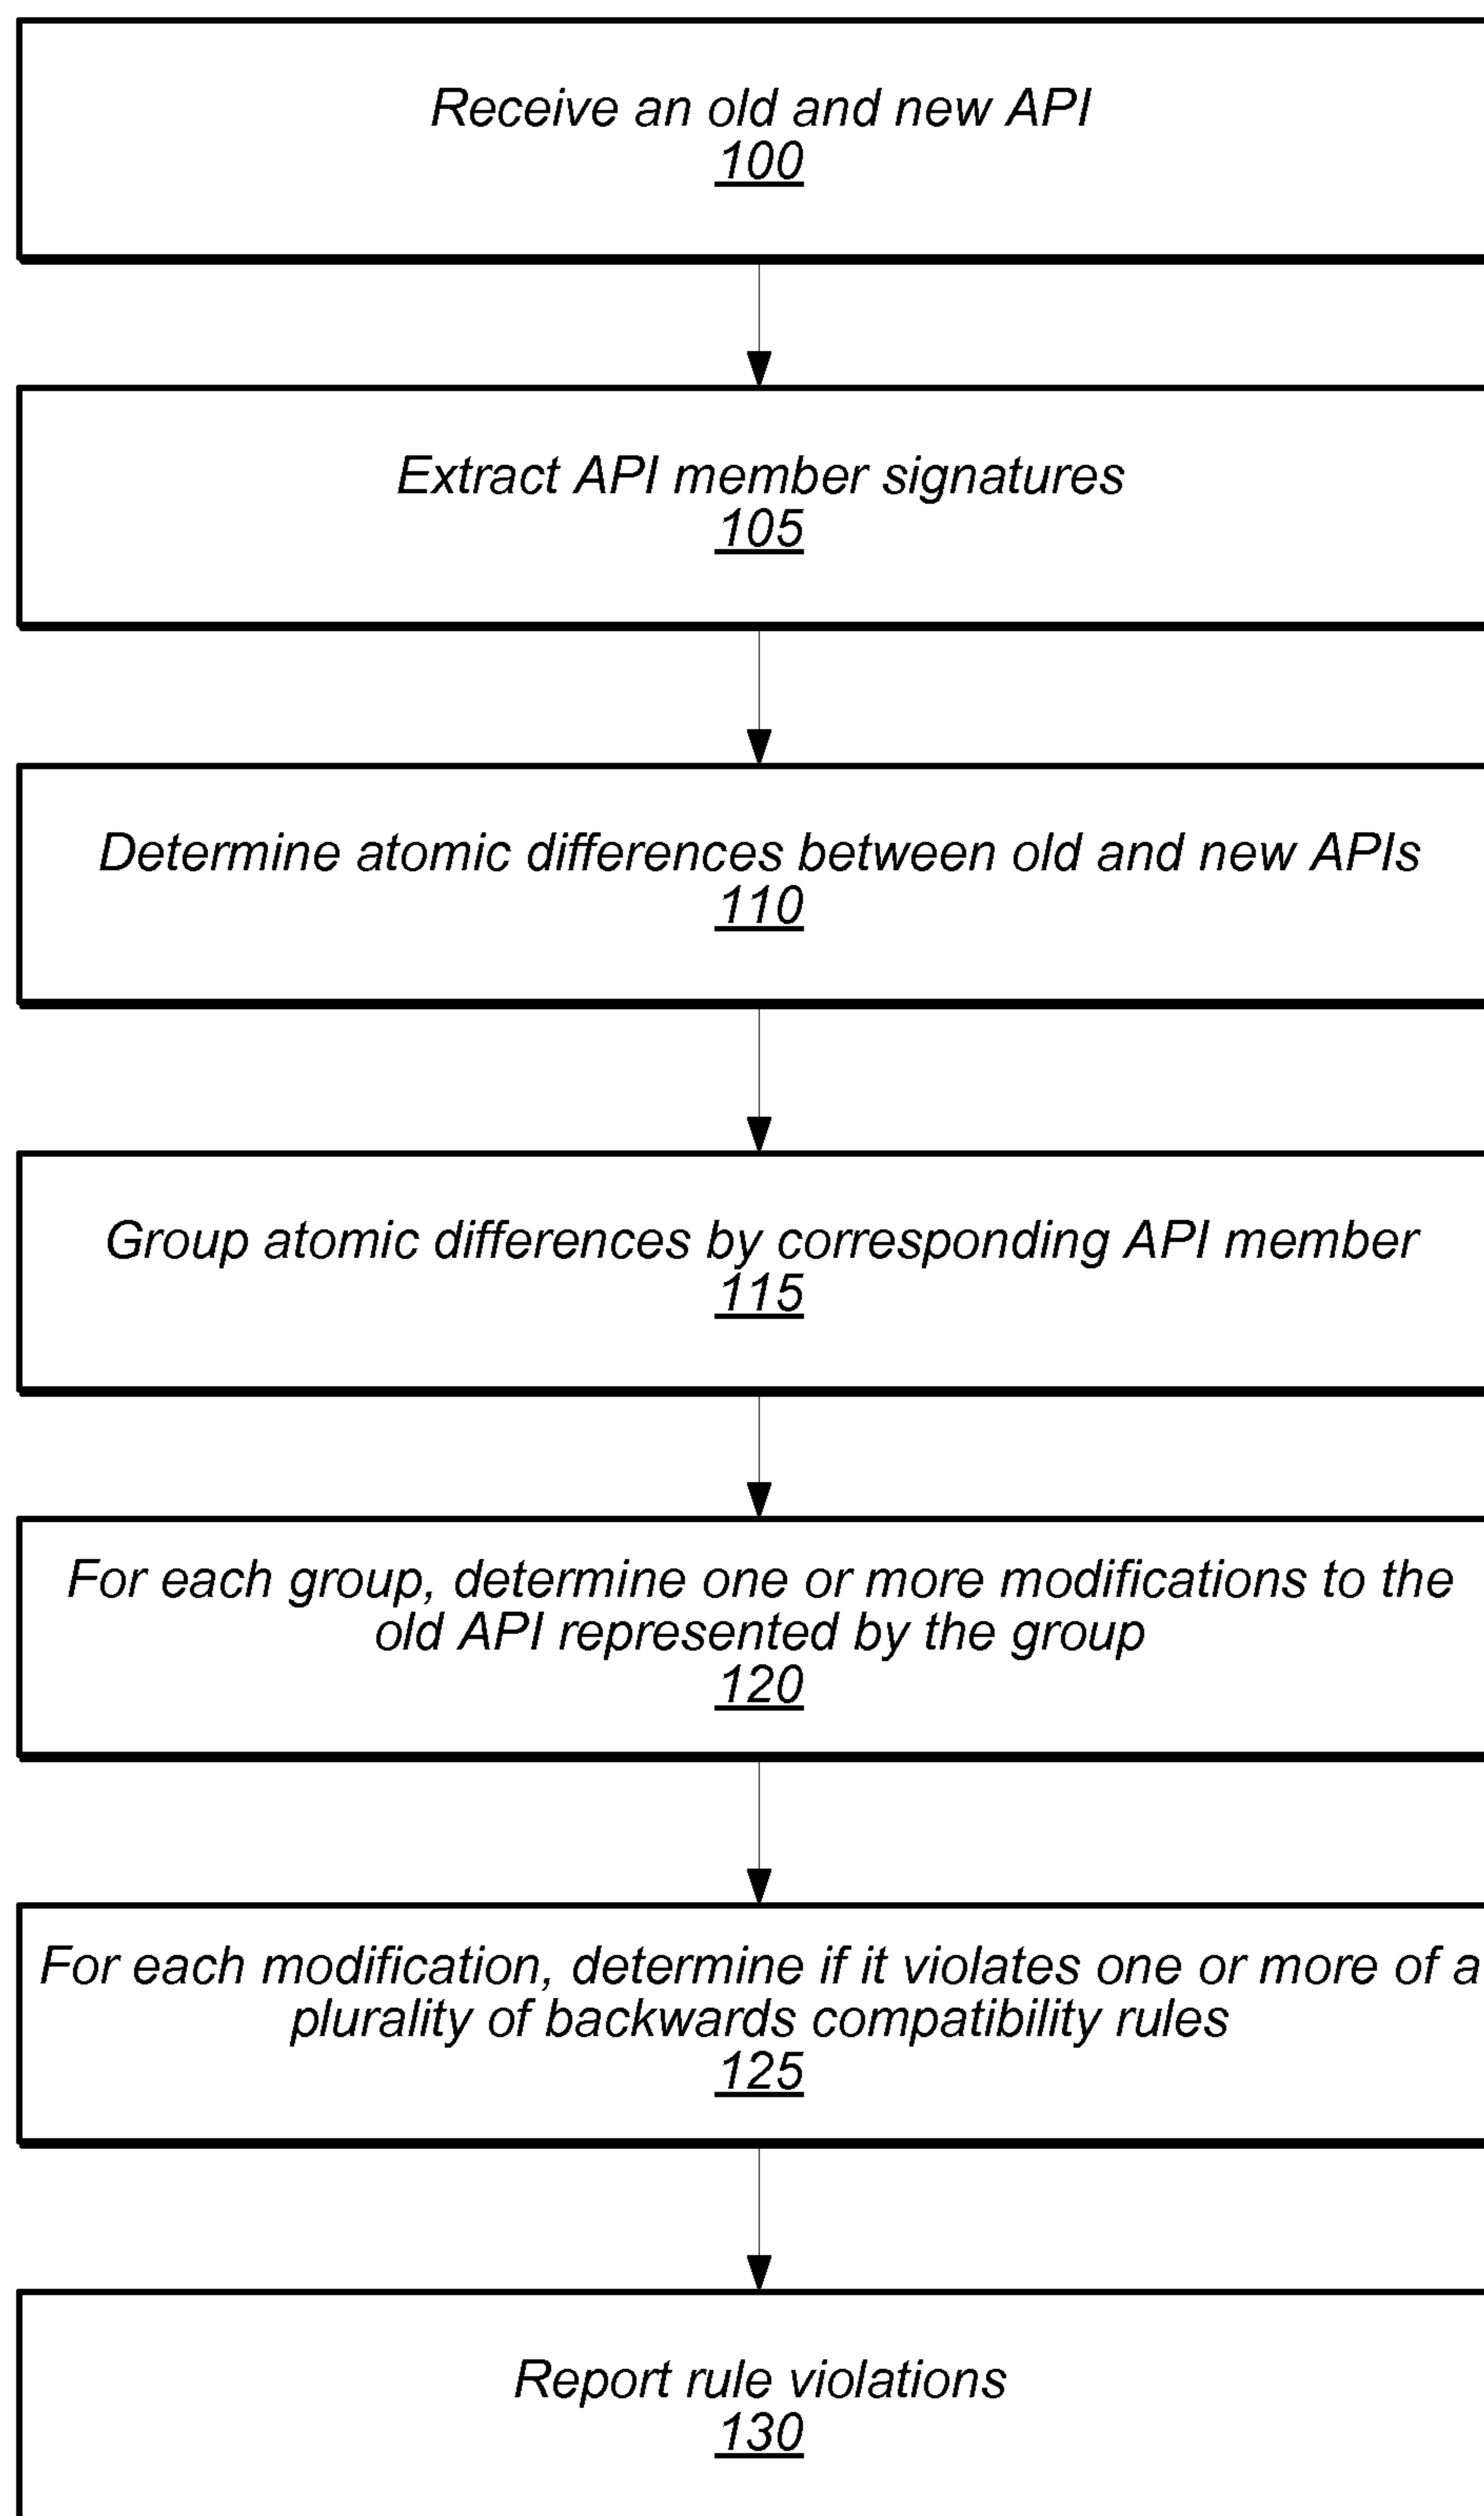 Receive an old and new API
100
Extract API member signatures
105
Determine atomic differences between old and new APIs
110
Group atomic differences by corresponding API member
115
For each group, determine one or more modifications to the
old API represented by the group
120
For each modification, determine if it violates one or more of a
plurality of backwards compatibility rules
125
Report rule violations
130